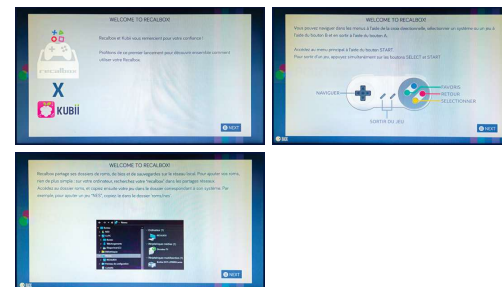 WELCOME TO RECALBOX!
RecalBox et Kubii vous remercient pour votre confiance !
Profitons de ce premier lancement pour découvrir ensemble comment
utiliser votre Recalbox.
recalbox
X
KUBii
NEXT
WELCOME TO RECALBOX!
Vous pouvez naviguer dans les menus à l'aide de la croix directionnelle, sélectionner un système ou un jeu à
l'aide du bouton B et en sortir à l'aide du bouton A.
Accédez au menu principal à l'aide du bouton START.
Pour sortir d'un jeu, appuyez simultanément sur les boutons SELECT et START
NAVIGUER
FAVORIS
RETOUR
SELECTIONNER
SORTIR DU JEU
NEXT
WELCOME TO RECALBOX!
Recalbox partage ses dossiers de roms, de bios et de sauvegardes sur le réseau local. Pour ajouter vos roms,
rien de plus simple : sur votre ordinateur, recherchez votre "recalbox" dans les partages réseaux.
Accédez au dossier roms, et copiez ensuite votre jeu dans le dossier correspondant à son système. Par
exemple, pour ajouter un jeu "NES", copiez-le dans le dossier roms/nes.
NEXT